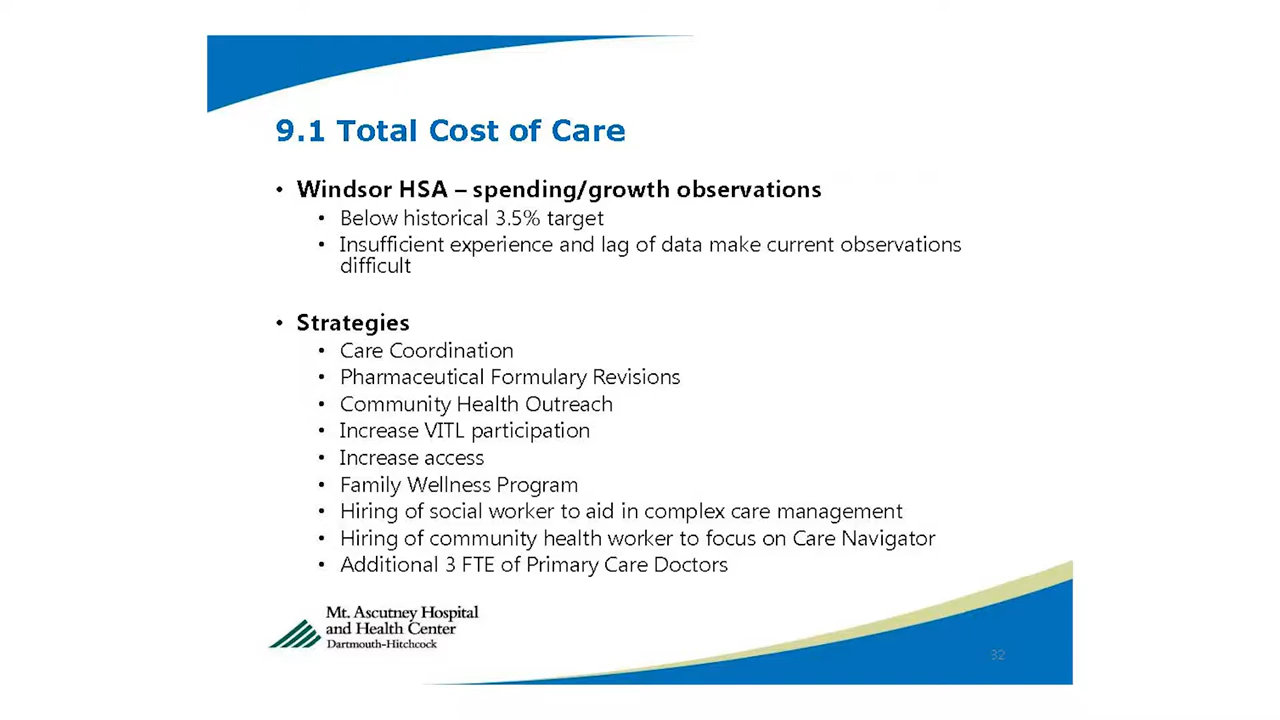 9.1 Total Cost of Care
• Windsor HSA – spending/growth observations
• Below historical 3.5% target
• Insufficient experience and lag of data make current observations
difficult
• Strategies
• Care Coordination
• Pharmaceutical Formulary Revisions
• Community Health Outreach
• Increase VITL participation
• Increase access
• Family Wellness Program
• Hiring of social worker to aid in complex care management
• Hiring of community health worker to focus on Care Navigator
• Additional 3 FTE of Primary Care Doctors
Mt. Ascutney Hospital
and Health Center
Dartmouth-Hitchcock
32